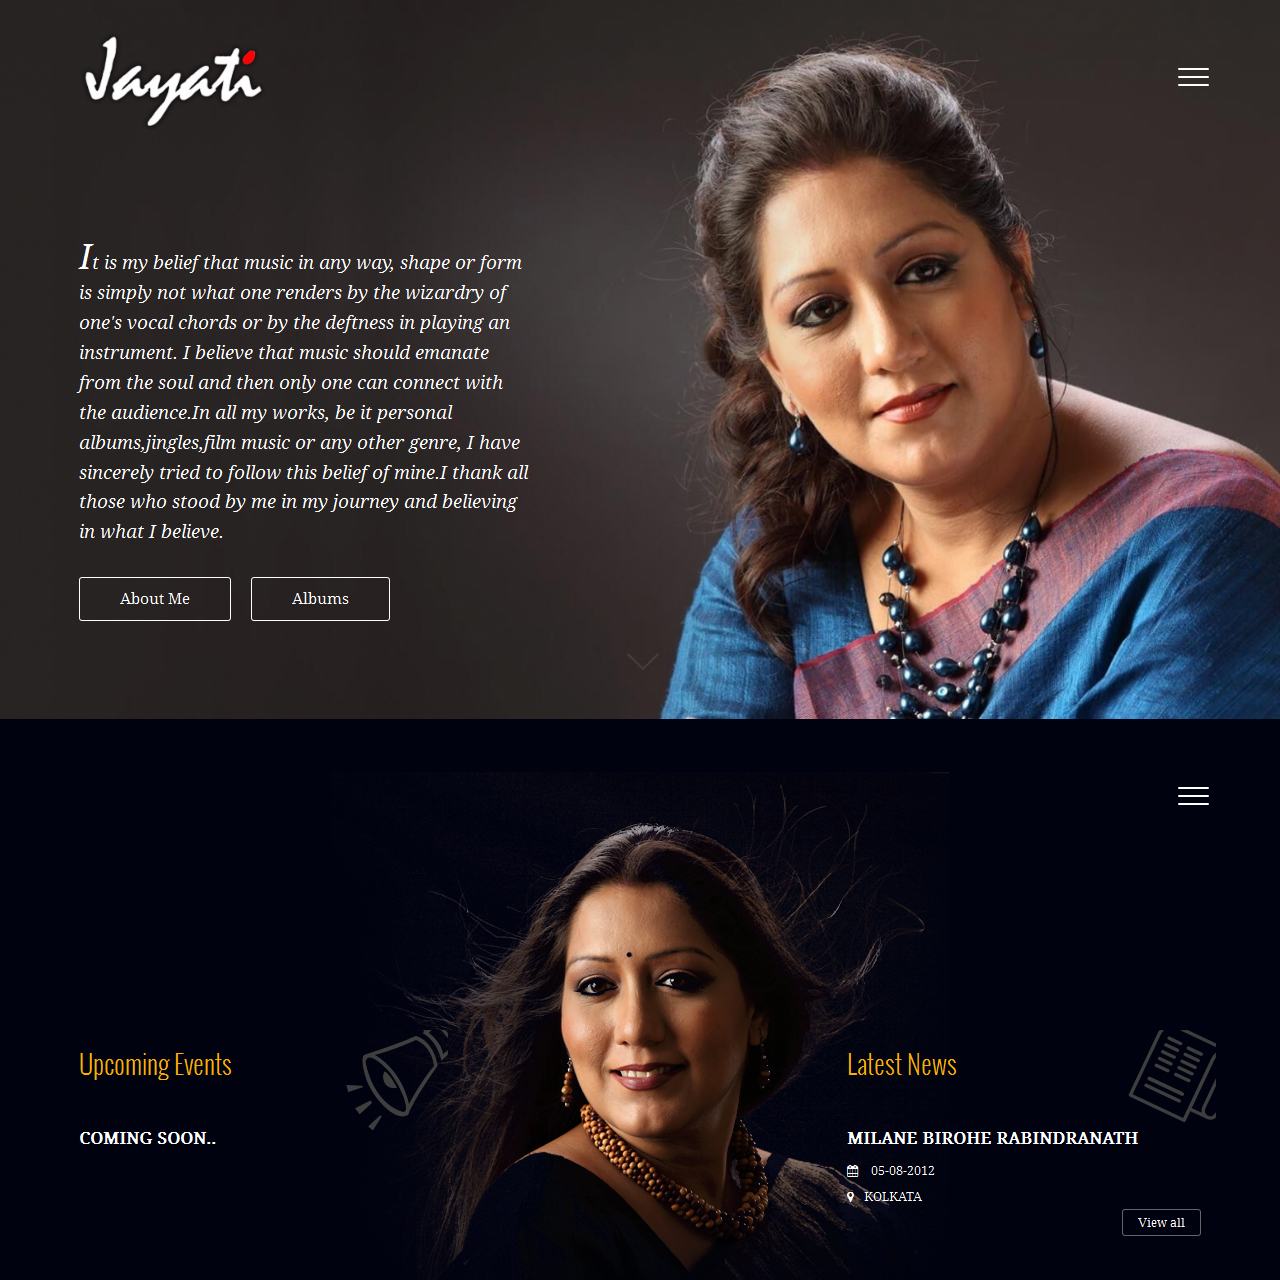 Jayati
It is my belief that music in any way, shape or form
is simply not what one renders by the wizardry of
one's vocal chords or by the deftness in playing an
instrument. I believe that music should emanate
from the soul and then only one can connect with
the audience.In all my works, be it personal
albums,jingles,film music or any other genre, I have
sincerely tried to follow this belief of mine.I thank all
those who stood by me in my journey and believing
in what I believe.
About Me
Albums
Upcoming Events
COMING SOON..
Latest News
MILANE BIROHE RABINDRANATH
05-08-2012
KOLKATA
View all